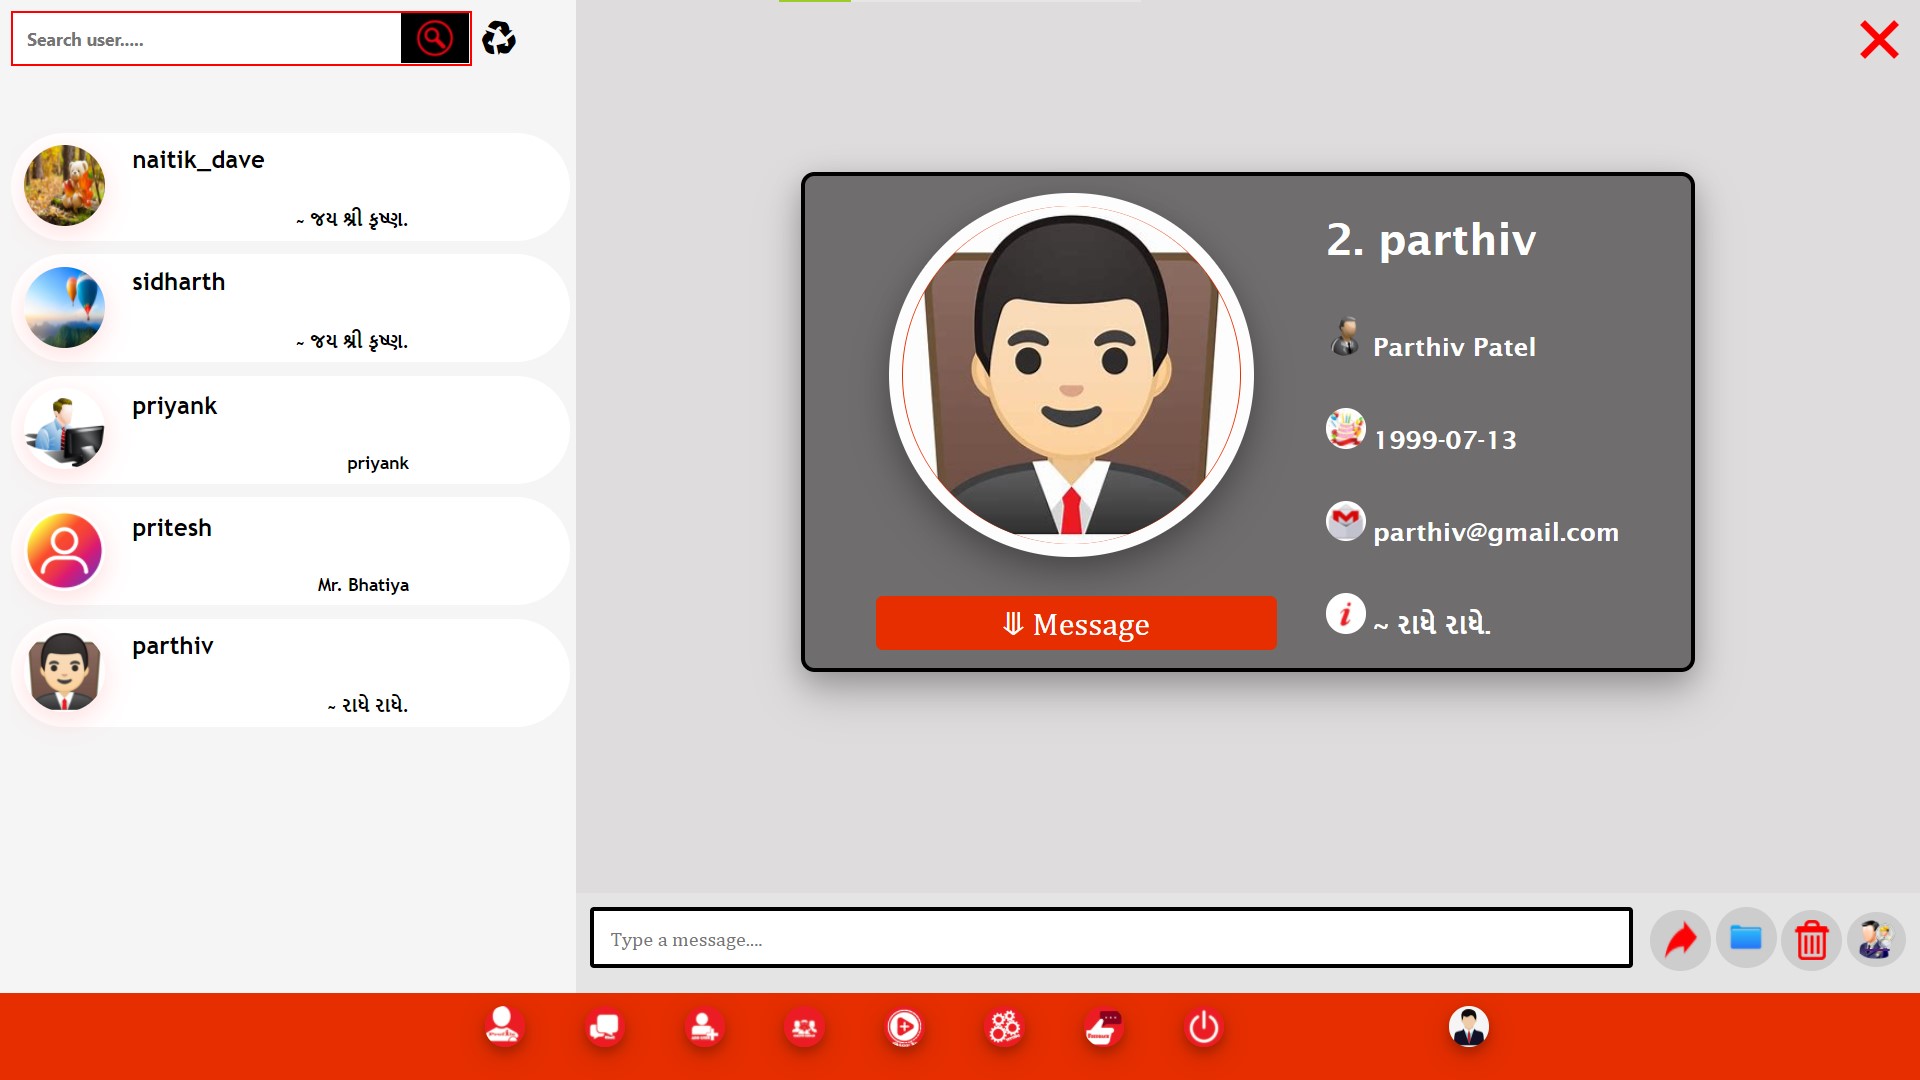 Search user.....
naitik_dave
~ જય શ્રી કૃષ્ણ.
sidharth
~ જય શ્રી કૃષ્ણ.
priyank
priyank
pritesh
Mr. Bhatiya
parthiv
~ રાધે રાધે.
2. parthiv
Parthiv Patel
1999-07-13
parthiv@gmail.com
~ રાધે રાધે.
⤋ Message
Type a message....